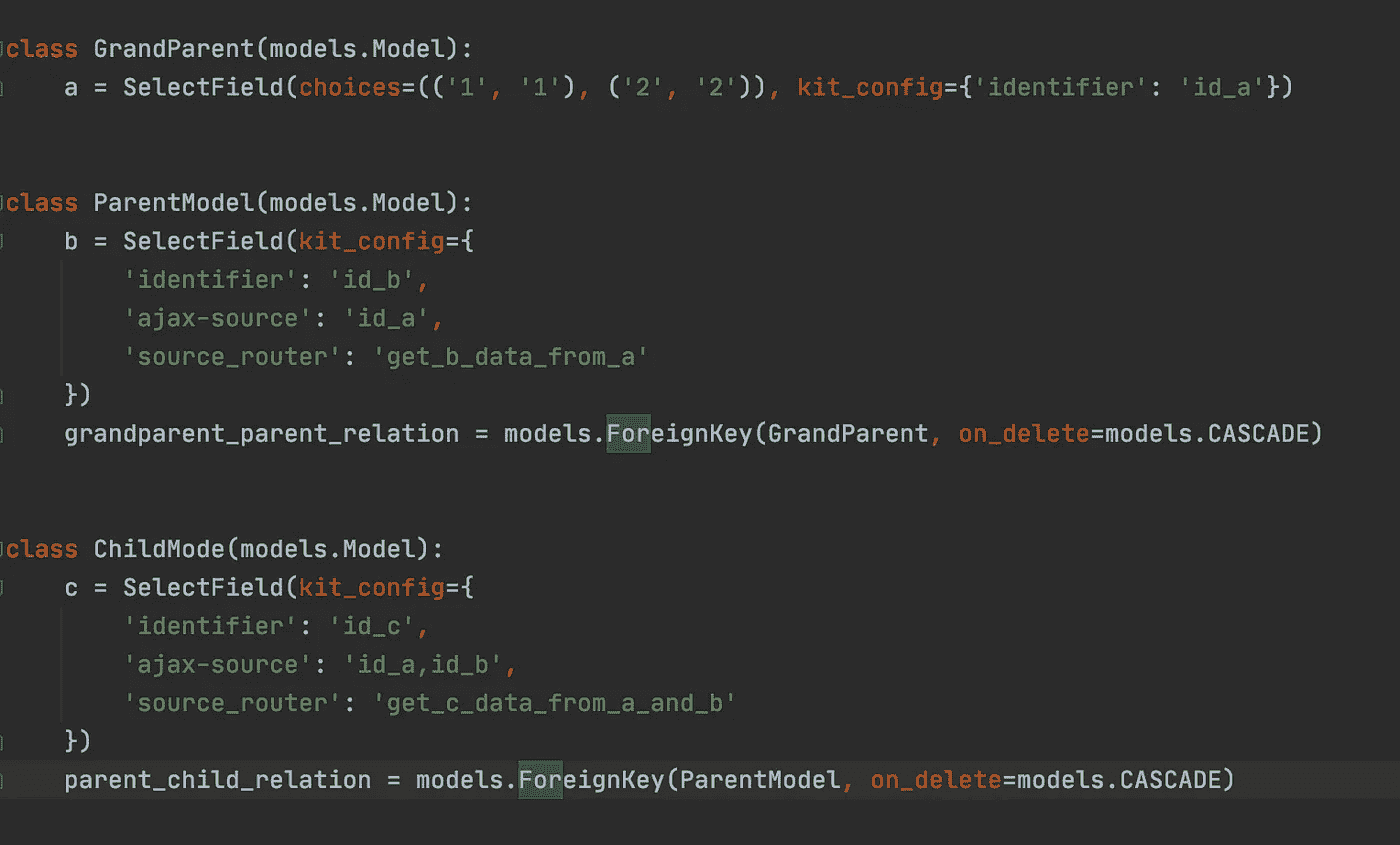 class GrandParent(models.Model):
    a = SelectField(choices=(('1', '1'), ('2', '2')), kit_config={'identifier': 'id_a'})
class ParentModel(models.Model):
    b = SelectField(kit_config={
        'identifier': 'id_b',
        'ajax-source': 'id_a',
        'source_router': 'get_b_data_from_a'
    })
    grandparent_parent_relation = models.ForeignKey(GrandParent, on_delete=models.CASCADE)
class ChildMode(models.Model):
    c = SelectField(kit_config={
        'identifier': 'id_c',
        'ajax-source': 'id_a,id_b',
        'source_router': 'get_c_data_from_a_and_b'
    })
    parent_child_relation = models.ForeignKey(ParentModel, on_delete=models.CASCADE)